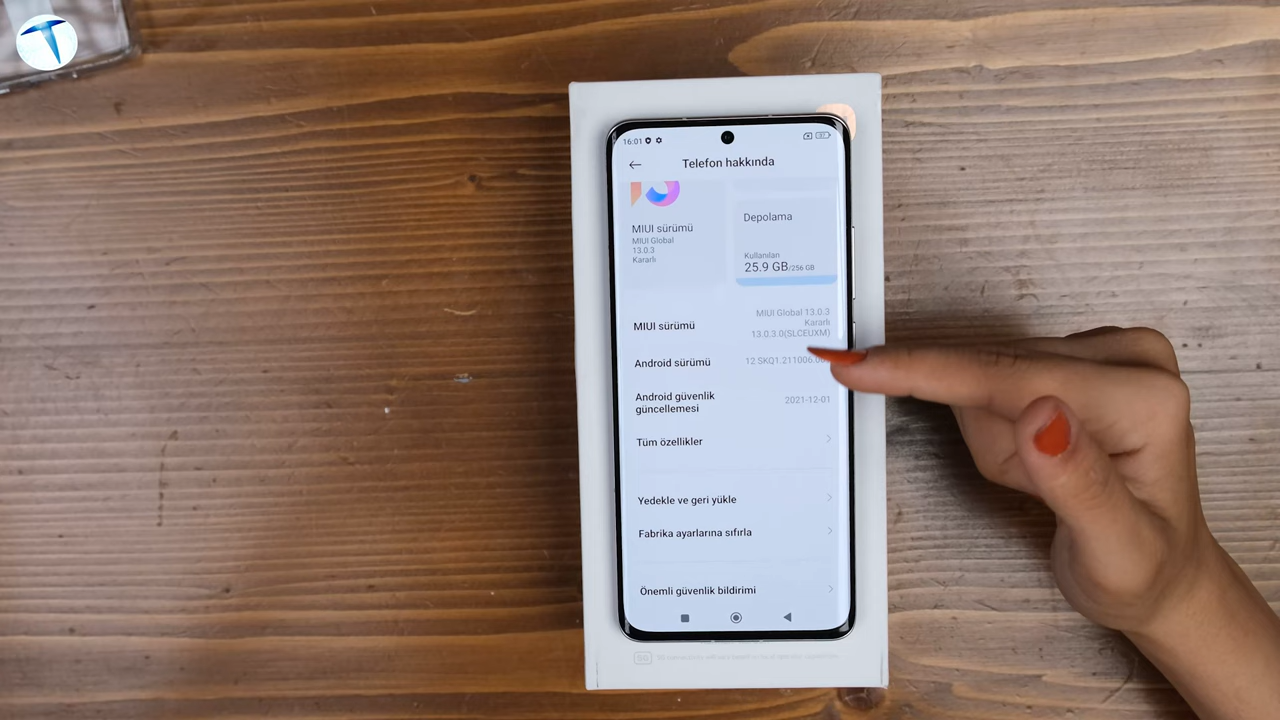 16:01
Telefon hakkında
MIUI sürümü
MIUI Global
13.0.3
Kararlı
Depolama
Kullanılan
25.9 GB/256 GB
MIUI sürümü
MIUI Global 13.0.3
Kararlı
13.0.3.0(SLCEUXM)
Android sürümü
12 SKQ1.211006.00
Android güvenlik
güncellemesi
2021-12-01
Tüm özellikler
Yedekle ve geri yükle
Fabrika ayarlarına sıfırla
Önemli güvenlik bildirimi
5G